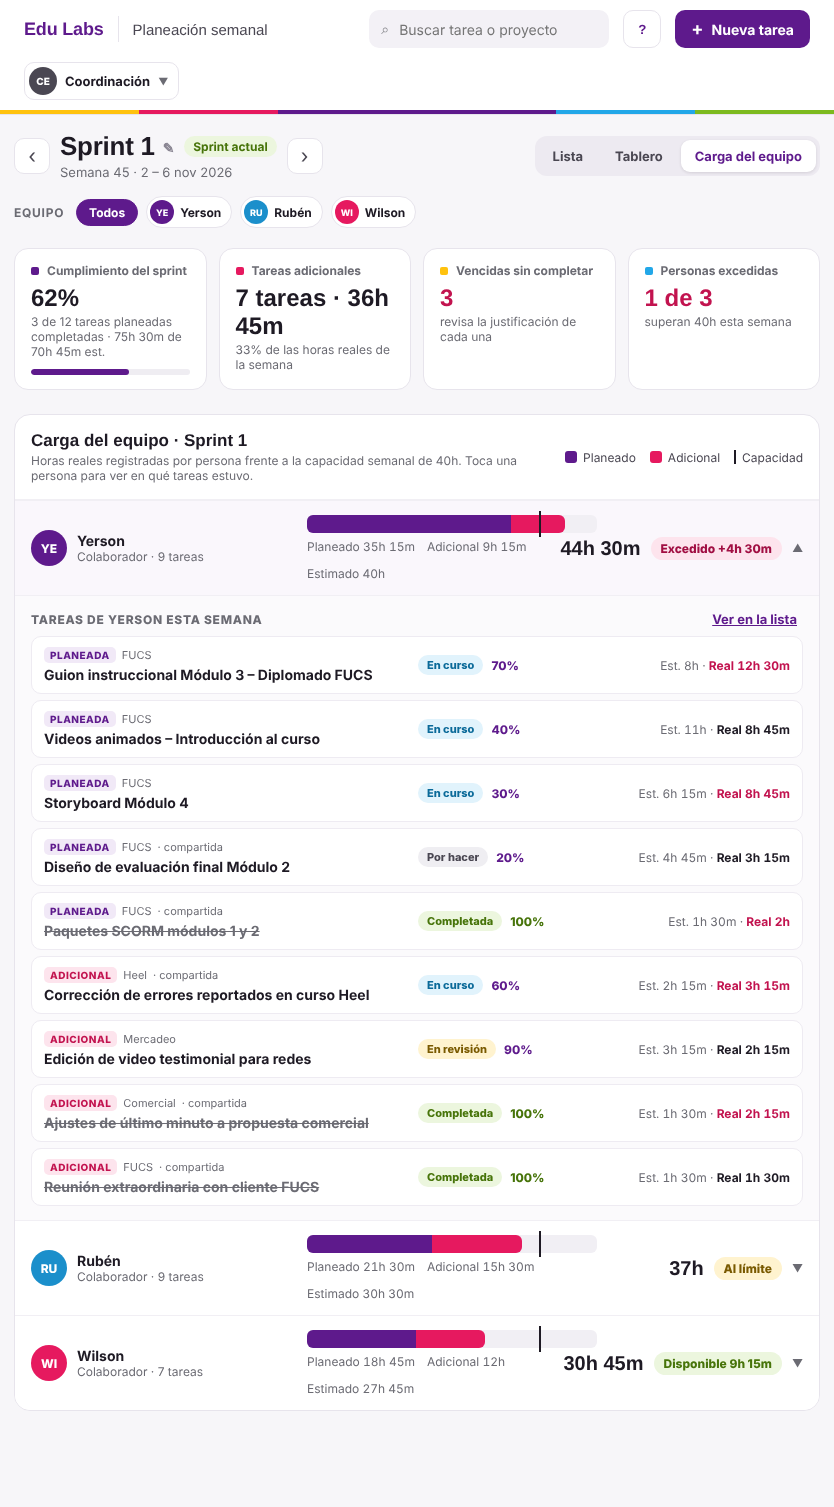 Edu Labs
Planeación semanal
Buscar tarea o proyecto
?
+ Nueva tarea
CE Coordinación ▼
‹
Sprint 1 ✎ Sprint actual
Semana 45 · 2 – 6 nov 2026
›
Lista
Tablero
Carga del equipo
EQUIPO
Todos
YE Yerson
RU Rubén
WI Wilson
Cumplimiento del sprint
62%
3 de 12 tareas planeadas
completadas · 75h 30m de
70h 45m est.
Tareas adicionales
7 tareas · 36h
45m
33% de las horas reales de
la semana
Vencidas sin completar
3
revisa la justificación de
cada una
Personas excedidas
1 de 3
superan 40h esta semana
Carga del equipo · Sprint 1
Horas reales registradas por persona frente a la capacidad semanal de 40h. Toca una
persona para ver en qué tareas estuvo.
Planeado
Adicional
Capacidad
YE
Yerson
Colaborador · 9 tareas
Planeado 35h 15m Adicional 9h 15m
Estimado 40h
44h 30m
Excedido +4h 30m ▲
TAREAS DE YERSON ESTA SEMANA
Ver en la lista
PLANEADA FUCS
Guion instruccional Módulo 3 – Diplomado FUCS
En curso 70%
Est. 8h · Real 12h 30m
PLANEADA FUCS
Videos animados – Introducción al curso
En curso 40%
Est. 11h · Real 8h 45m
PLANEADA FUCS
Storyboard Módulo 4
En curso 30%
Est. 6h 15m · Real 8h 45m
PLANEADA FUCS · compartida
Diseño de evaluación final Módulo 2
Por hacer 20%
Est. 4h 45m · Real 3h 15m
PLANEADA FUCS · compartida
Paquetes SCORM módulos 1 y 2
Completada 100%
Est. 1h 30m · Real 2h
ADICIONAL Heel · compartida
Corrección de errores reportados en curso Heel
En curso 60%
Est. 2h 15m · Real 3h 15m
ADICIONAL Mercadeo
Edición de video testimonial para redes
En revisión 90%
Est. 3h 15m · Real 2h 15m
ADICIONAL Comercial · compartida
Ajustes de último minuto a propuesta comercial
Completada 100%
Est. 1h 30m · Real 2h 15m
ADICIONAL FUCS · compartida
Reunión extraordinaria con cliente FUCS
Completada 100%
Est. 1h 30m · Real 1h 30m
RU
Rubén
Colaborador · 9 tareas
Planeado 21h 30m Adicional 15h 30m
Estimado 30h 30m
37h
Al límite ▼
WI
Wilson
Colaborador · 7 tareas
Planeado 18h 45m Adicional 12h
Estimado 27h 45m
30h 45m
Disponible 9h 15m ▼